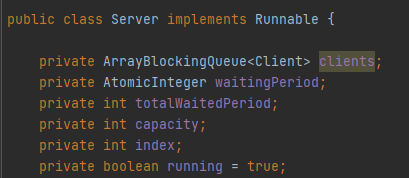 public class Server implements Runnable {
private ArrayBlockingQueue<Client> clients;
private AtomicInteger waitingPeriod;
private int totalWaitedPeriod;
private int capacity;
private int index;
private boolean running = true;